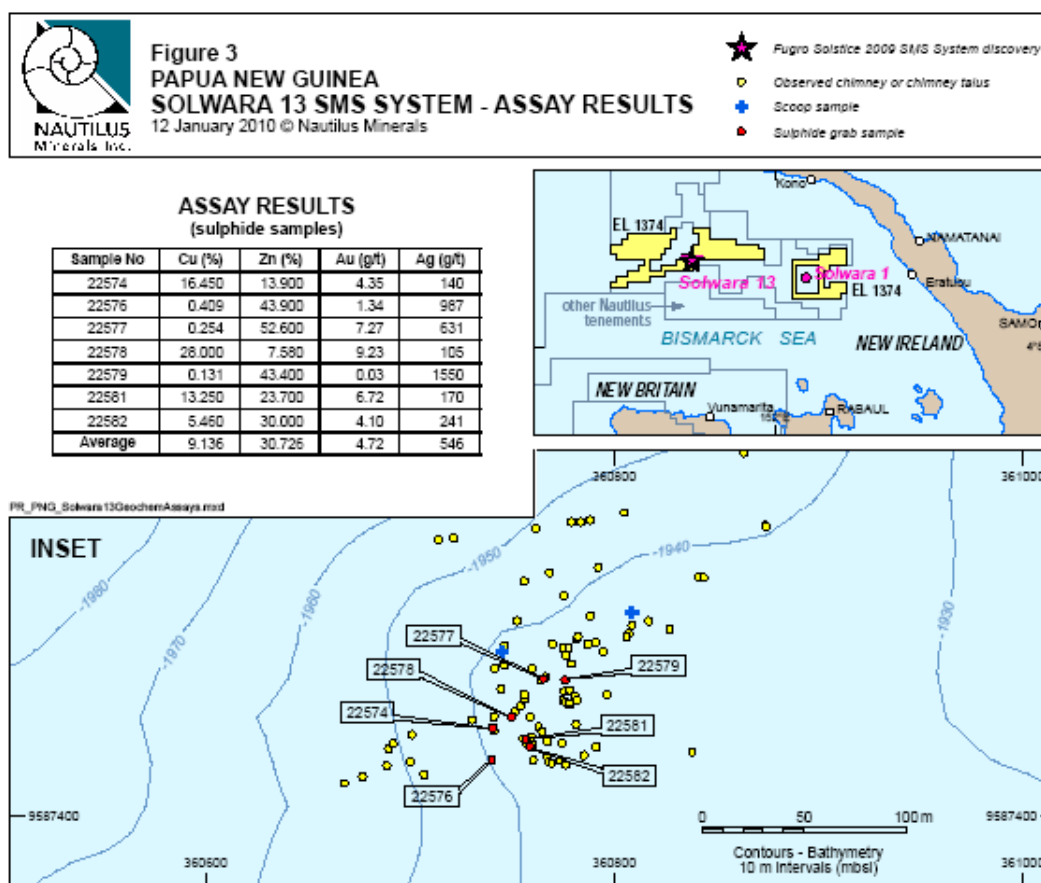 NAUTILUS
Minerals Inc.
Figure 3
PAPUA NEW GUINEA
SOLWARA 13 SMS SYSTEM - ASSAY RESULTS
12 January 2010 © Nautilus Minerals
Fugro Solstice 2009 SMS System discovery
Observed chimney or chimney talus
Scoop sample
Sulphide grab sample
ASSAY RESULTS
(sulphide samples)
Sample No Cu (%) Zn (%) Au (g/t) Ag (g/t)
22574 16.450 13.900 4.35 140
22576 0.409 43.900 1.34 987
22577 0.254 52.600 7.27 631
22578 28.000 7.580 9.23 105
22579 0.131 43.400 0.03 1550
22581 13.250 23.700 6.72 170
22582 5.460 30.000 4.10 241
Average 9.136 30.726 4.72 546
PR_PNG_Solwara13GeochemAssays.mxd
Kono
EL 1374
NAMATANAI
Solwara 13
Solwara 1
EL 1374
other Nautilus
tenements
BISMARCK SEA
NEW IRELAND
SAMO
NEW BRITAIN
Vunamarita
RABAUL
360800
361000
INSET
-1980
-1970
-1960
-1950
-1940
-1930
22577
22578
22579
22574
22581
22582
22576
9587400
9587400
0 50 100 m
Contours - Bathymetry
10 m Intervals (mbsl)
360600
360800
361000